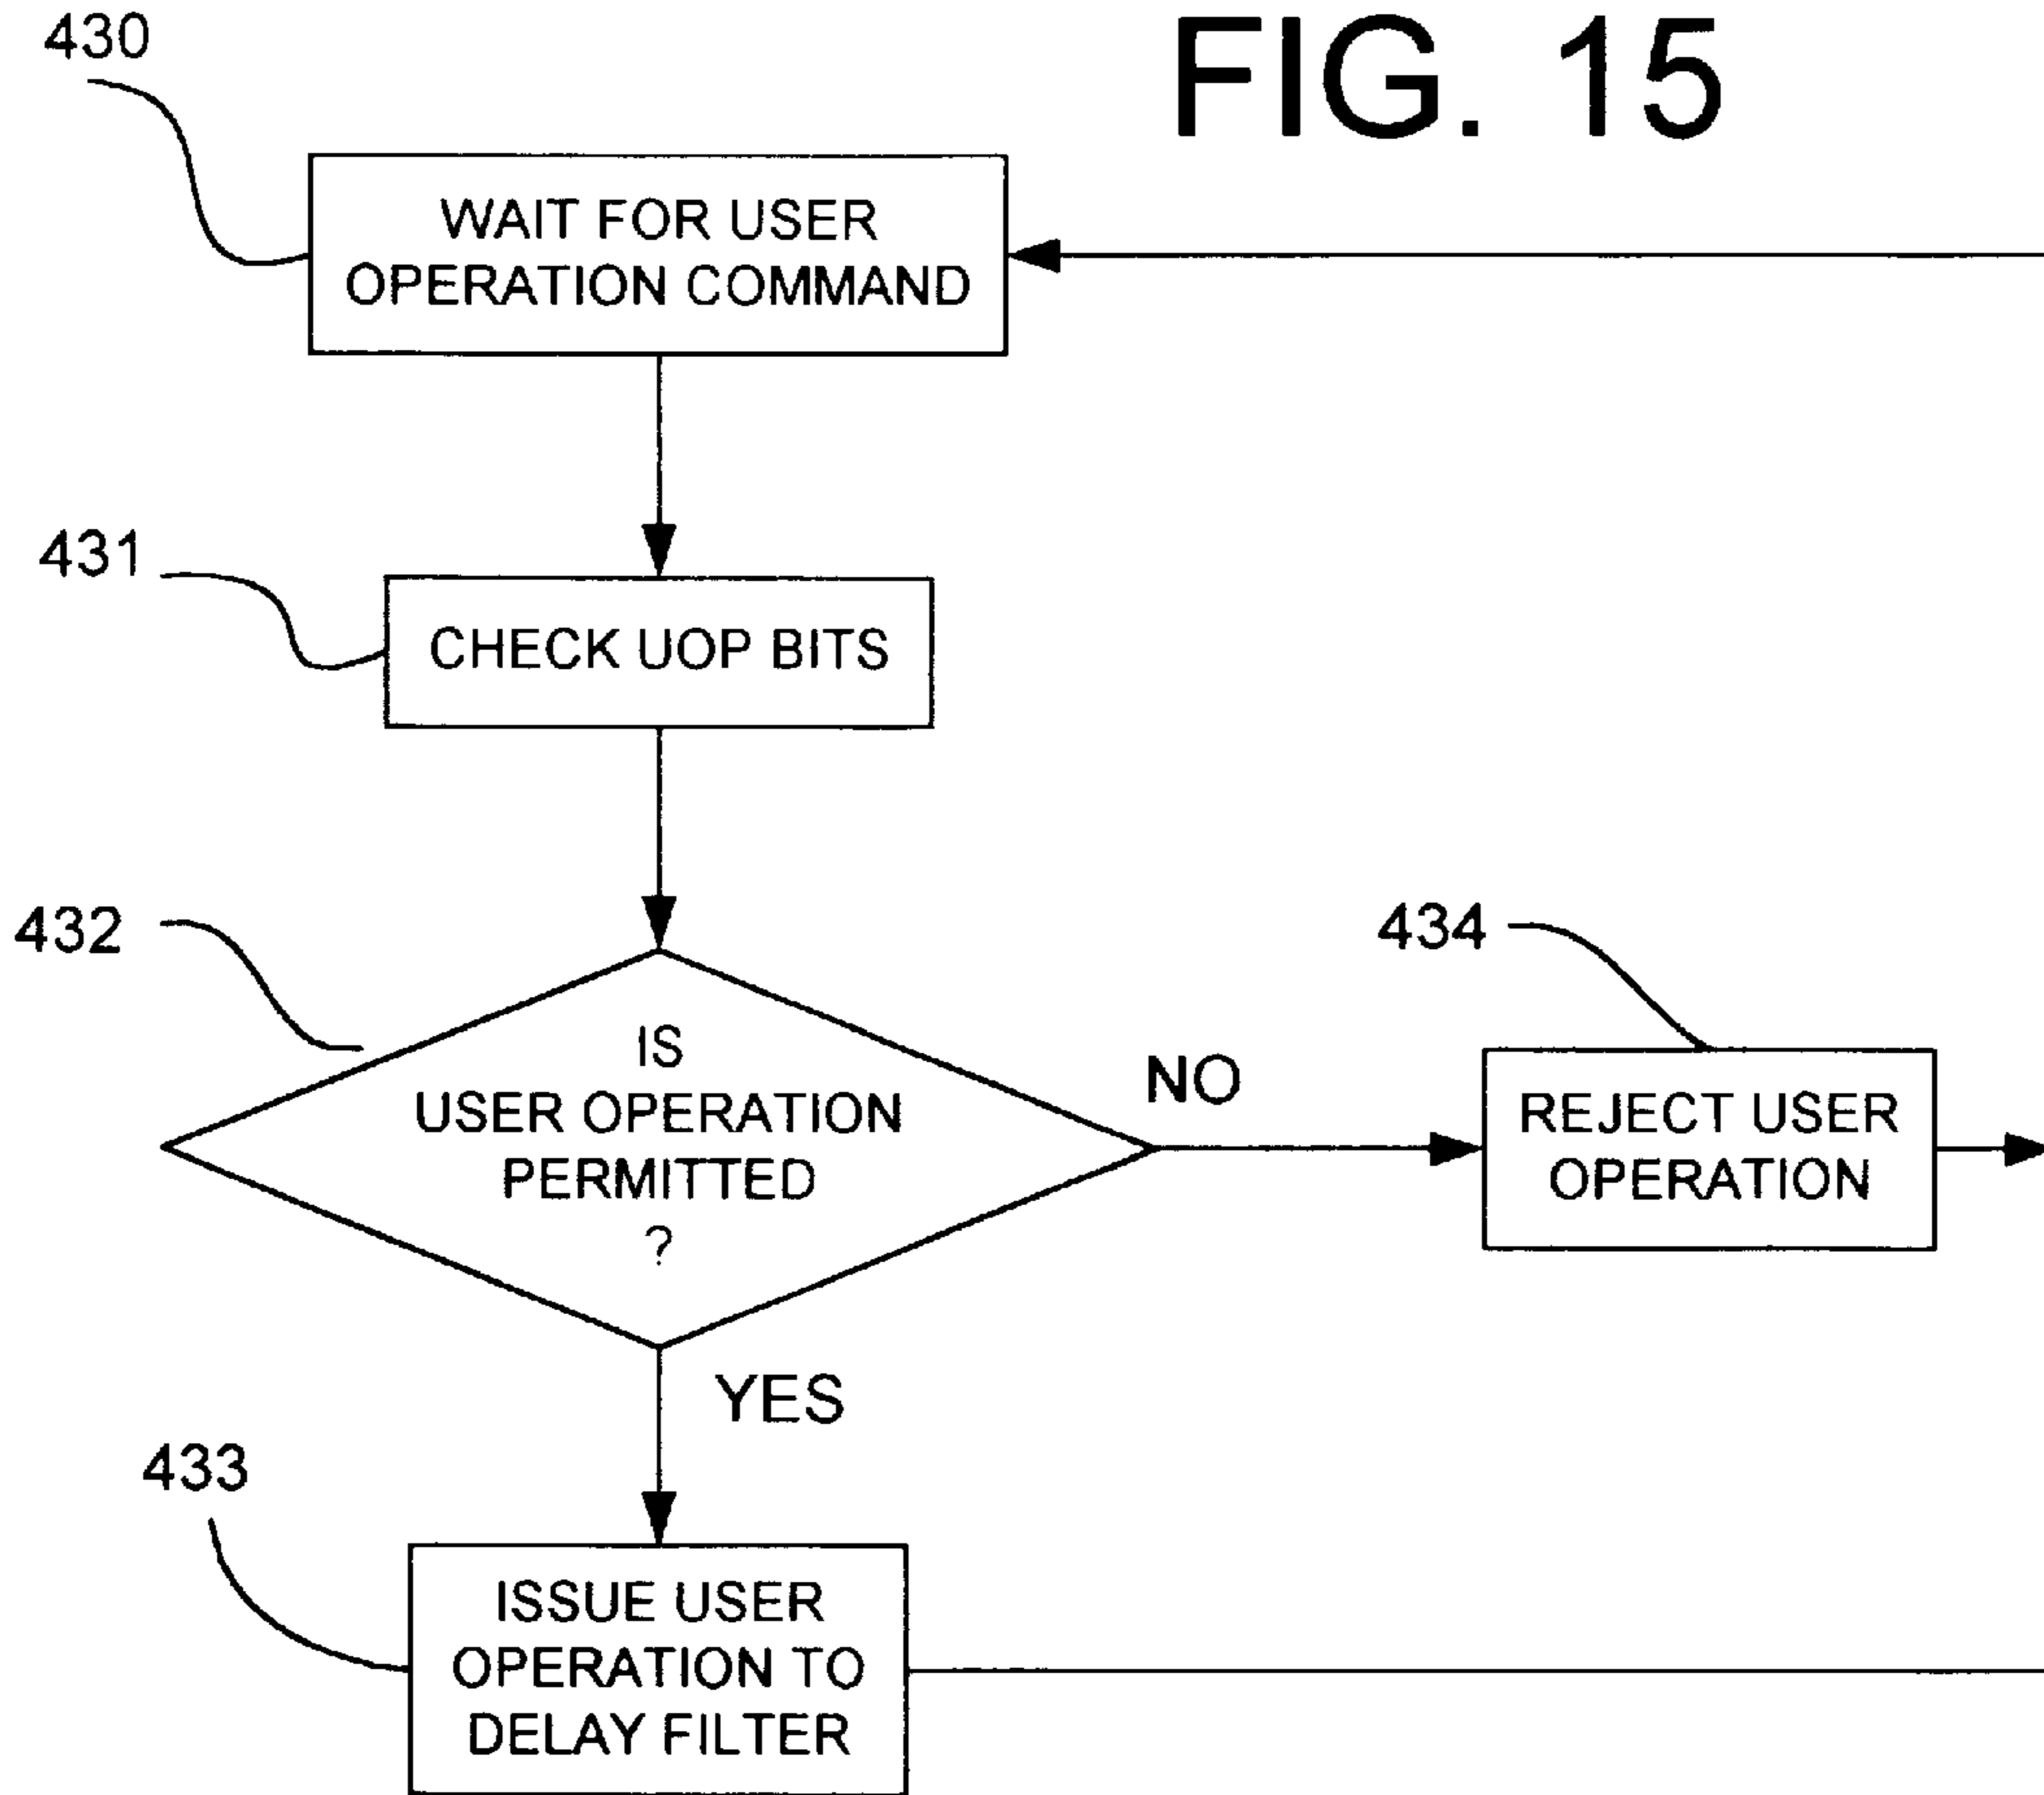 FIG. 15
430
WAIT FOR USER
OPERATION COMMAND
431
CHECK UOP BITS
432
IS
USER OPERATION
PERMITTED
?
NO
434
REJECT USER
OPERATION
YES
433
ISSUE USER
OPERATION TO
DELAY FILTER